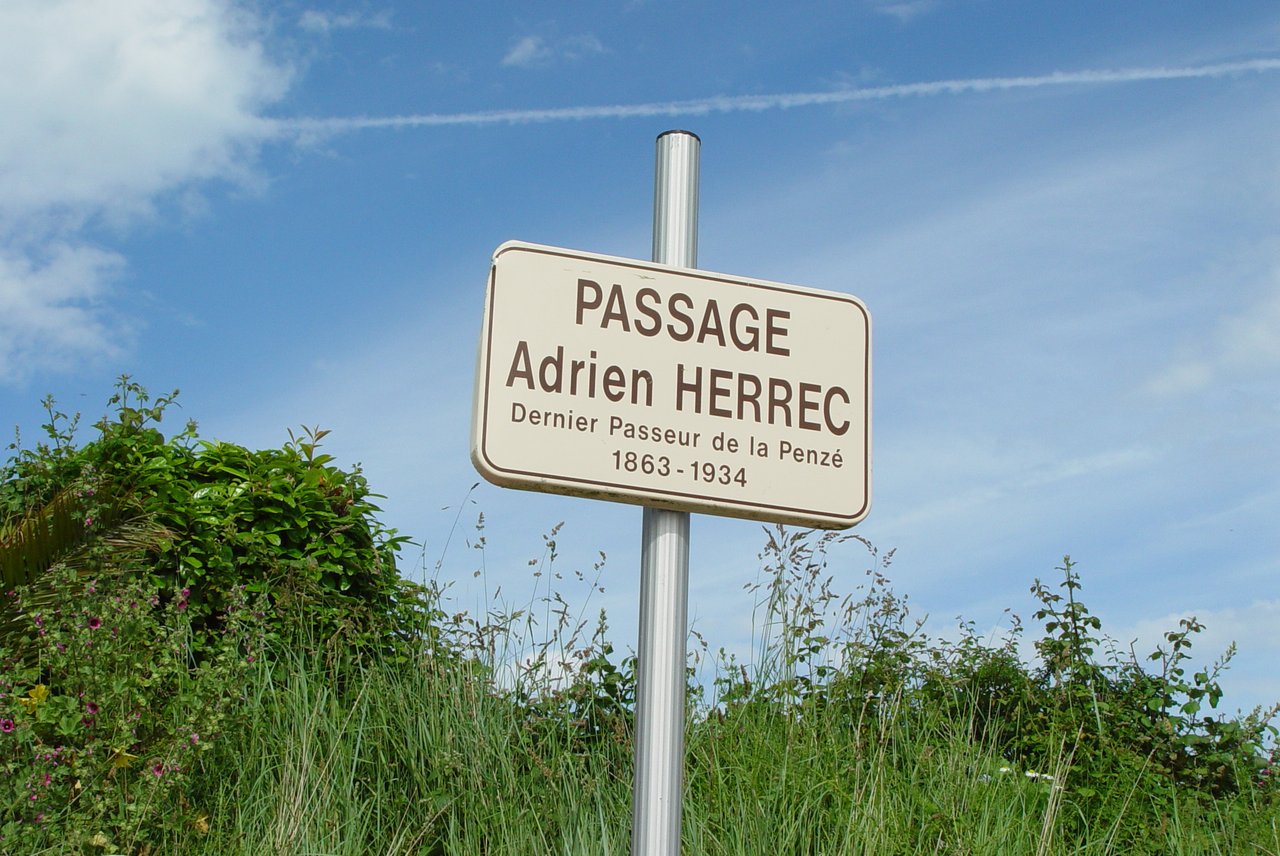 PASSAGE
Adrien HERREC
Dernier Passeur de la Penzé
1863-1934